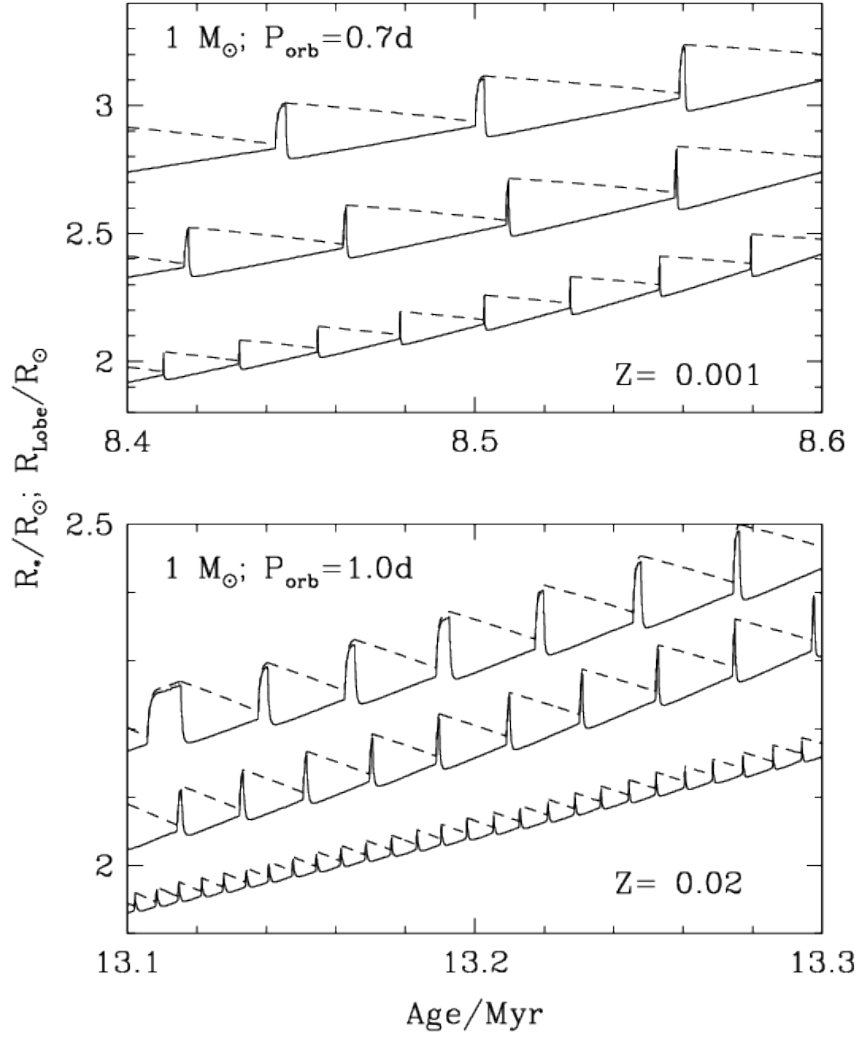 1 M☉; P_orb=0.7d
3
2.5
2
Z= 0.001
8.4 8.5 8.6
R*/R☉; R_Lobe/R☉
2.5
1 M☉; P_orb=1.0d
2
Z= 0.02
13.1 13.2 13.3
Age/Myr